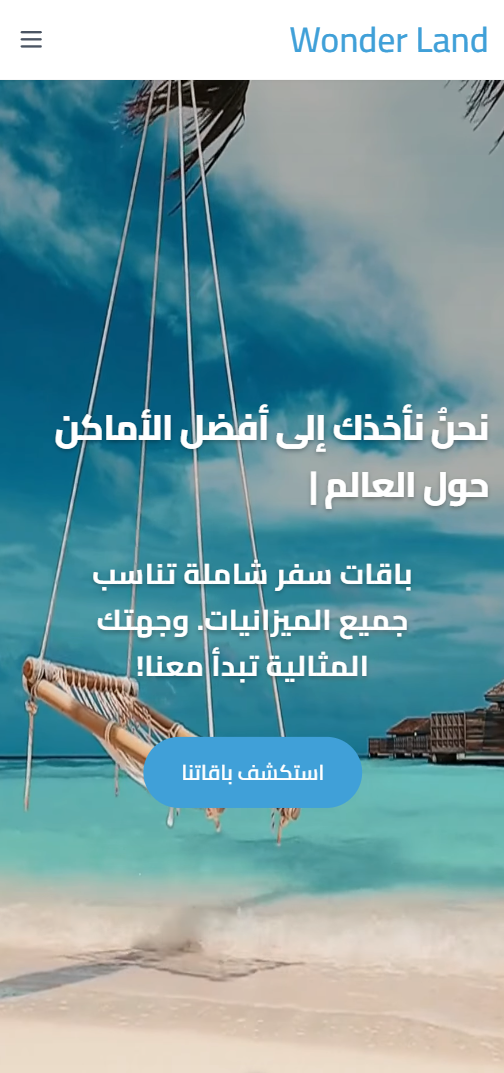 Wonder Land
نحنُ نأخذك إلى أفضل الأماكن
حول العالم |
باقات سفر شاملة تناسب
جميع الميزانيات. وجهتك
المثالية تبدأ معنا!
استكشف باقاتنا